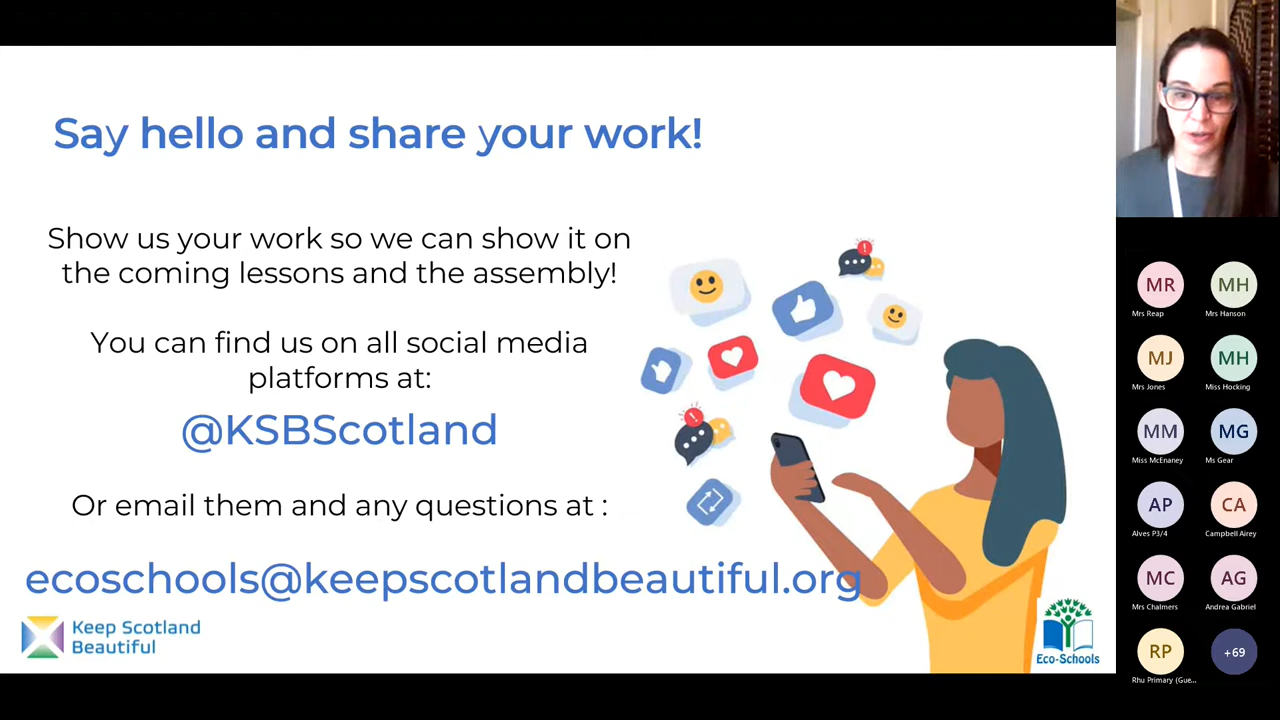 Say hello and share your work!
Show us your work so we can show it on
the coming lessons and the assembly!
You can find us on all social media
platforms at:
@KSBScotland
Or email them and any questions at :
ecoschools@keepscotlandbeautiful.org
Keep Scotland
Beautiful
Eco-Schools
MR
Mrs Reap
MH
Mrs Hanson
MJ
Mrs Jones
MH
Miss Hocking
MM
Miss McEnaney
MG
Ms Gear
AP
Alves P3/4
CA
Campbell Airey
MC
Mrs Chalmers
AG
Andrea Gabriel
RP
Rhu Primary (Gue...
+69